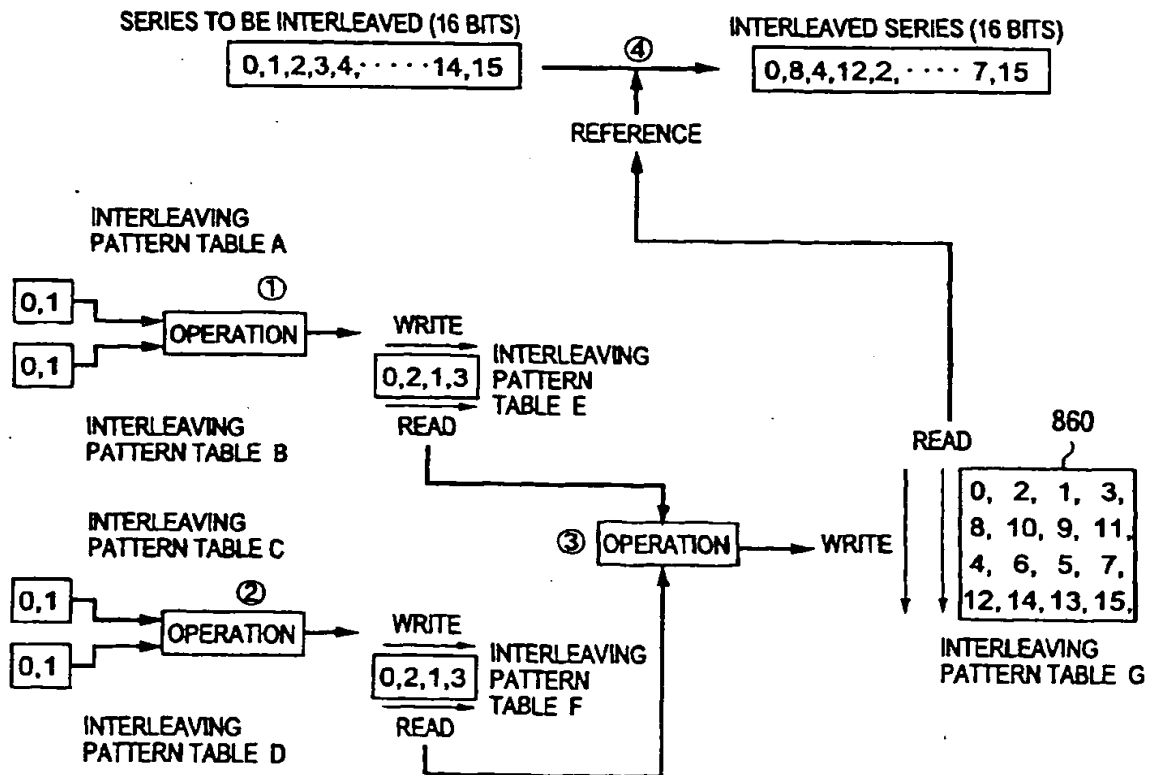 SERIES TO BE INTERLEAVED (16 BITS)
0,1,2,3,4,·····14,15
④
INTERLEAVED SERIES (16 BITS)
0,8,4,12,2,···· 7,15
REFERENCE
INTERLEAVING
PATTERN TABLE A
0,1
0,1
①
OPERATION
WRITE
0,2,1,3
READ
INTERLEAVING
PATTERN
TABLE E
INTERLEAVING
PATTERN TABLE B
INTERLEAVING
PATTERN TABLE C
0,1
0,1
②
OPERATION
WRITE
0,2,1,3
READ
INTERLEAVING
PATTERN
TABLE F
INTERLEAVING
PATTERN TABLE D
③
OPERATION
WRITE
READ
860
0, 2, 1, 3,
8, 10, 9, 11,
4, 6, 5, 7,
12, 14, 13, 15,
INTERLEAVING
PATTERN TABLE G